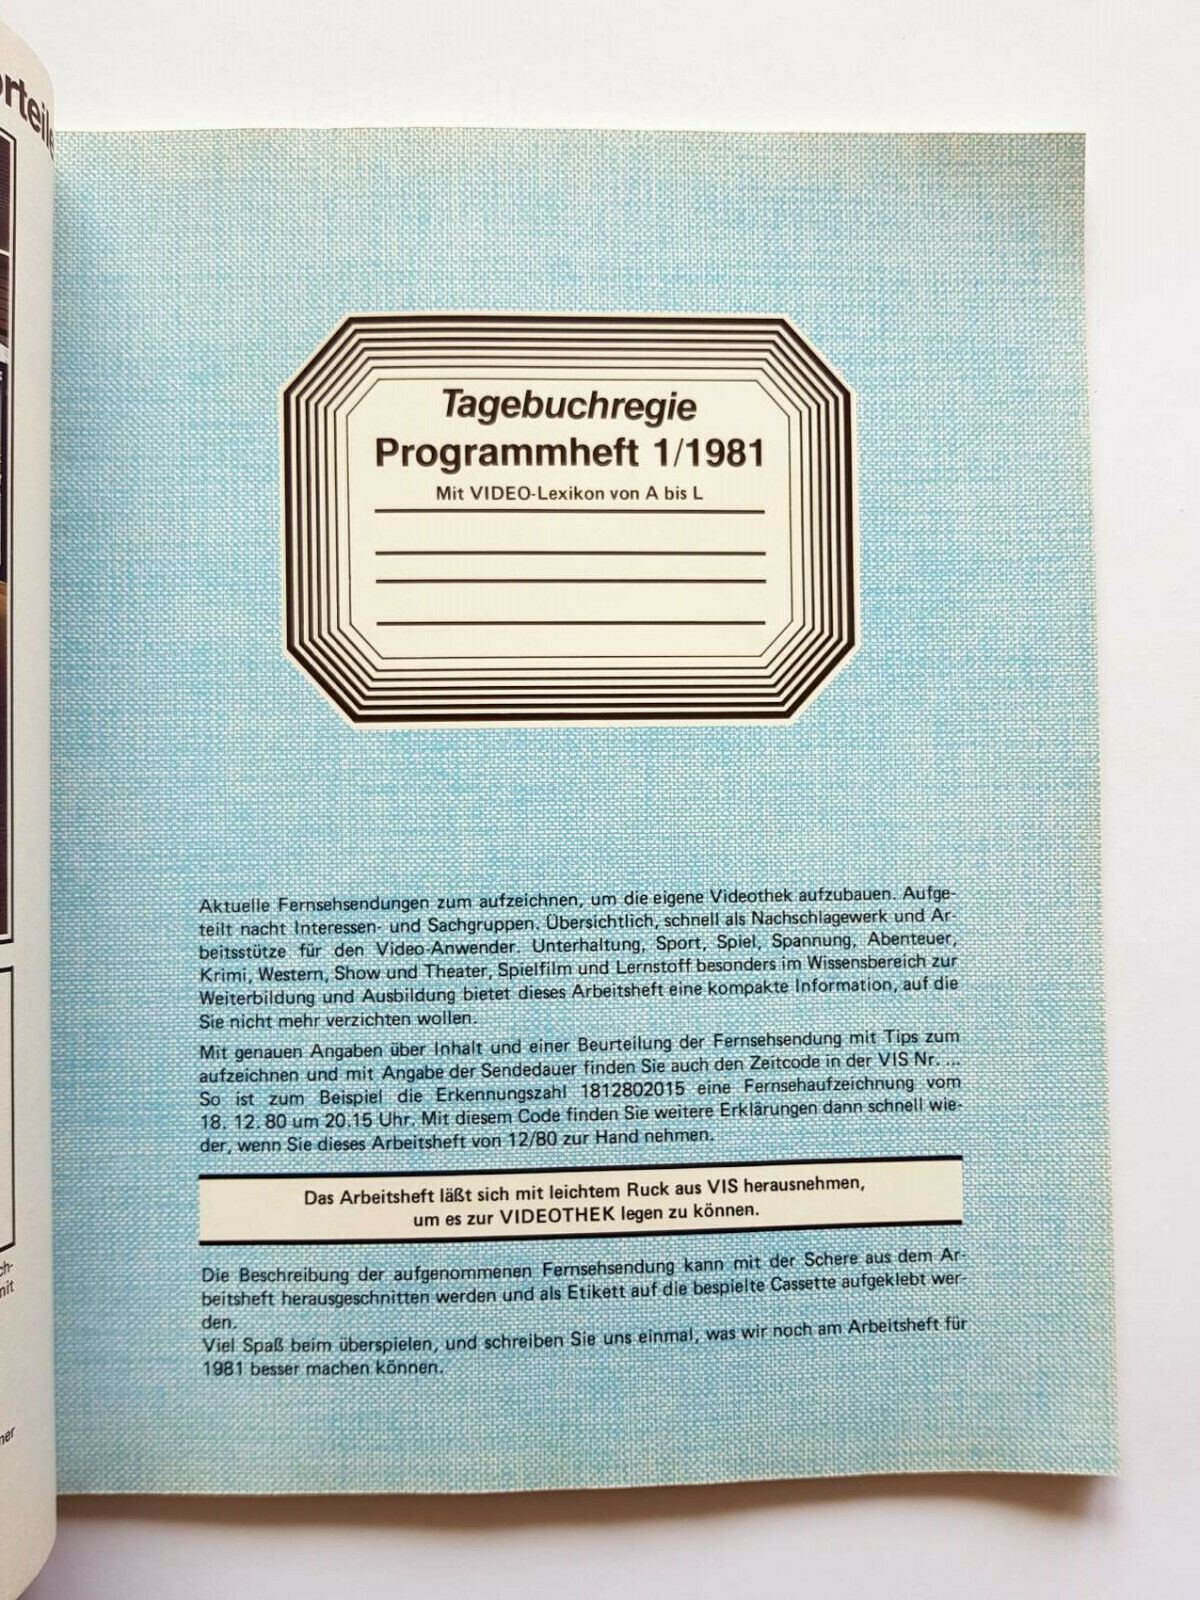 orteile
Tagebuchregie
Programmheft 1/1981
Mit VIDEO-Lexikon von A bis L
Aktuelle Fernsehsendungen zum aufzeichnen, um die eigene Videothek aufzubauen. Aufge-
teilt nacht Interessen- und Sachgruppen. Übersichtlich, schnell als Nachschlagewerk und Ar-
beitsstütze für den Video-Anwender. Unterhaltung, Sport, Spiel, Spannung, Abenteuer,
Krimi, Western, Show und Theater, Spielfilm und Lernstoff besonders im Wissensbereich zur
Weiterbildung und Ausbildung bietet dieses Arbeitsheft eine kompakte Information, auf die
Sie nicht mehr verzichten wollen.
Mit genauen Angaben über Inhalt und einer Beurteilung der Fernsehsendung mit Tips zum
aufzeichnen und mit Angabe der Sendedauer finden Sie auch den Zeitcode in der VIS Nr. ...
So ist zum Beispiel die Erkennungszahl 1812802015 eine Fernsehaufzeichnung vom
18. 12. 80 um 20.15 Uhr. Mit diesem Code finden Sie weitere Erklärungen dann schnell wie-
der, wenn Sie dieses Arbeitsheft von 12/80 zur Hand nehmen.
Das Arbeitsheft läßt sich mit leichtem Ruck aus VIS herausnehmen,
um es zur VIDEOTHEK legen zu können.
Die Beschreibung der aufgenommenen Fernsehsendung kann mit der Schere aus dem Ar-
beitsheft herausgeschnitten werden und als Etikett auf die bespielte Cassette aufgeklebt wer-
den.
Viel Spaß beim überspielen, und schreiben Sie uns einmal, was wir noch am Arbeitsheft für
1981 besser machen können.
ch-
mit
ner